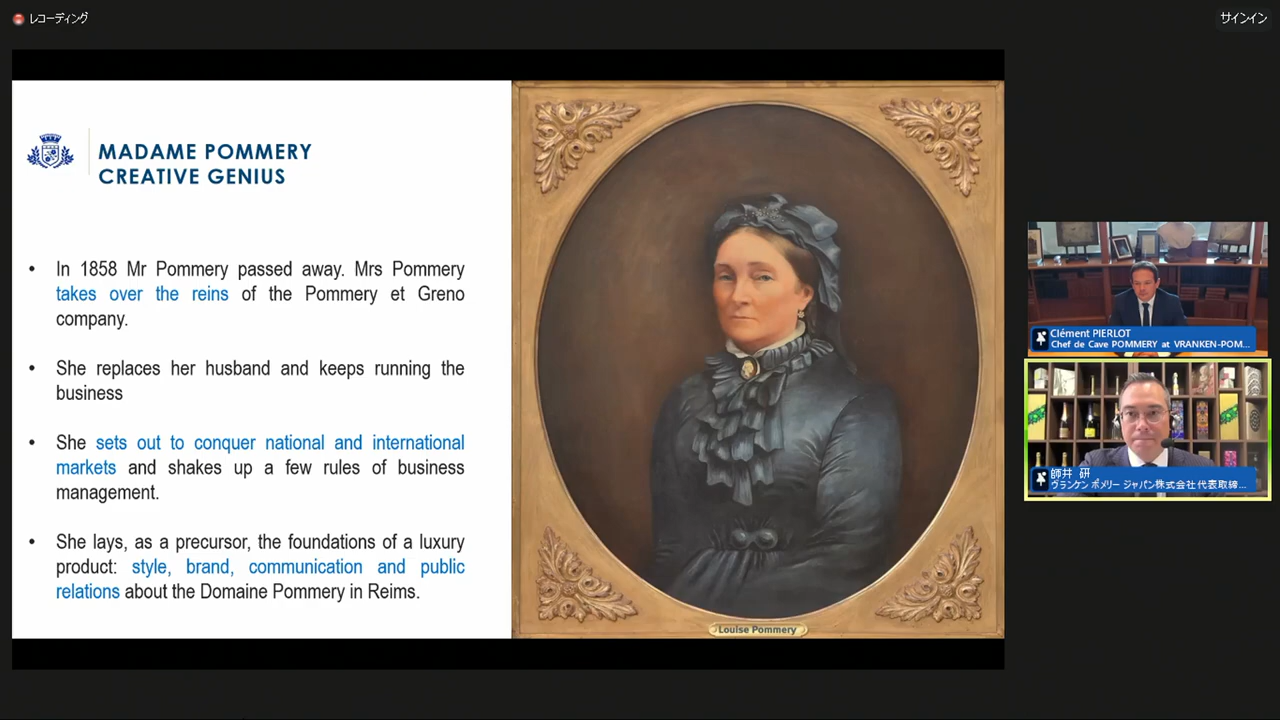 レコーディング
サインイン
MADAME POMMERY
CREATIVE GENIUS
• In 1858 Mr Pommery passed away. Mrs Pommery
takes over the reins of the Pommery et Greno
company.
• She replaces her husband and keeps running the
business
• She sets out to conquer national and international
markets and shakes up a few rules of business
management.
• She lays, as a precursor, the foundations of a luxury
product: style, brand, communication and public
relations about the Domaine Pommery in Reims.
Louise Pommery
Clément PIERLOT
Chef de Cave POMMERY at VRANKEN-POM...
師井 研
ヴランケン ポメリー ジャパン株式会社 代表取締...